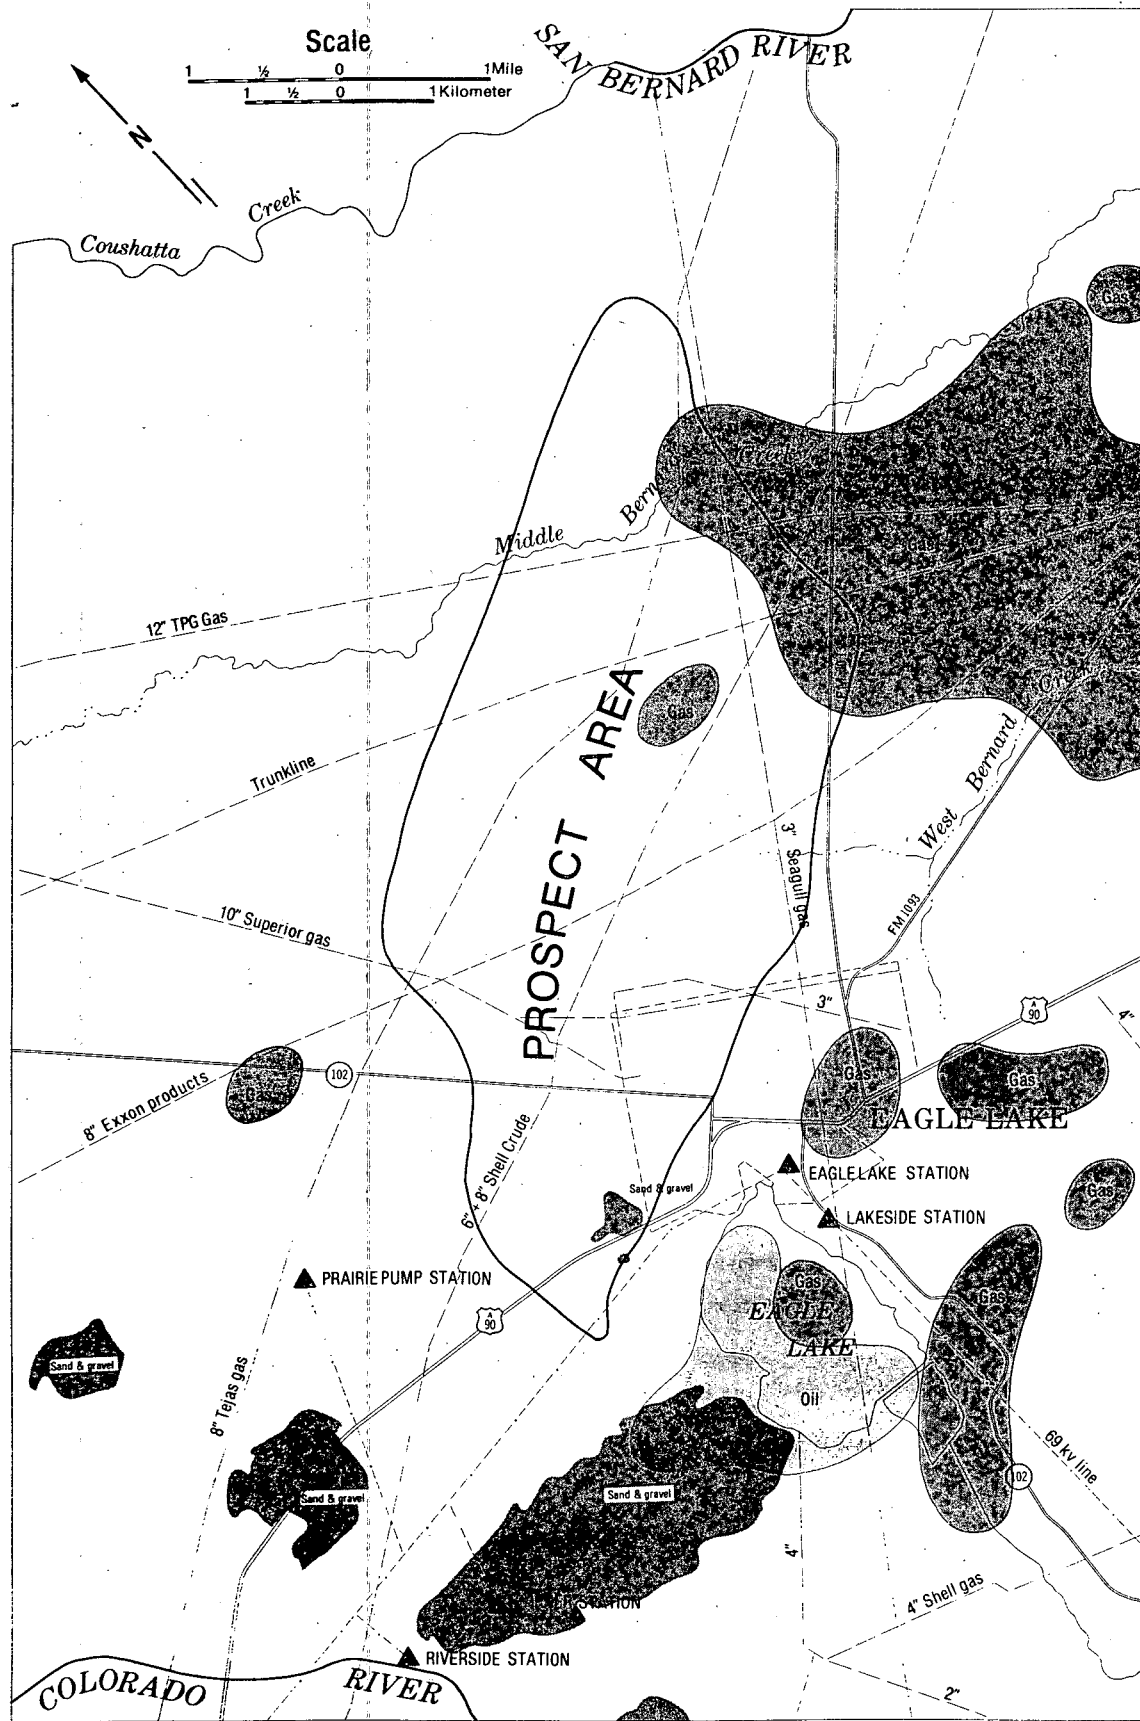 Scale
1 ½ 0 1 Mile
1 ½ 0 1 Kilometer
N
SAN BERNARD RIVER
Coushatta Creek
Gas
Creek
Middle Bern
12" TPG Gas
Gas
Creek
PROSPECT AREA
Gas
Trunkline
West Bernard
3" Seagull gas
10" Superior gas
FM 1093
3"
A
90
4"
102
Gas
8" Exxon products
Gas
Gas
EAGLE LAKE
6" + 8" Shell Crude
EAGLE LAKE STATION
Sand & gravel
Gas
LAKESIDE STATION
PRAIRIE PUMP STATION
Gas
Gas
EAGLE
LAKE
A
90
Sand & gravel
8" Tejas gas
Oil
69 kv line
102
Sand & gravel
Sand & gravel
4"
4" Shell gas
STATION
RIVERSIDE STATION
COLORADO RIVER
2"